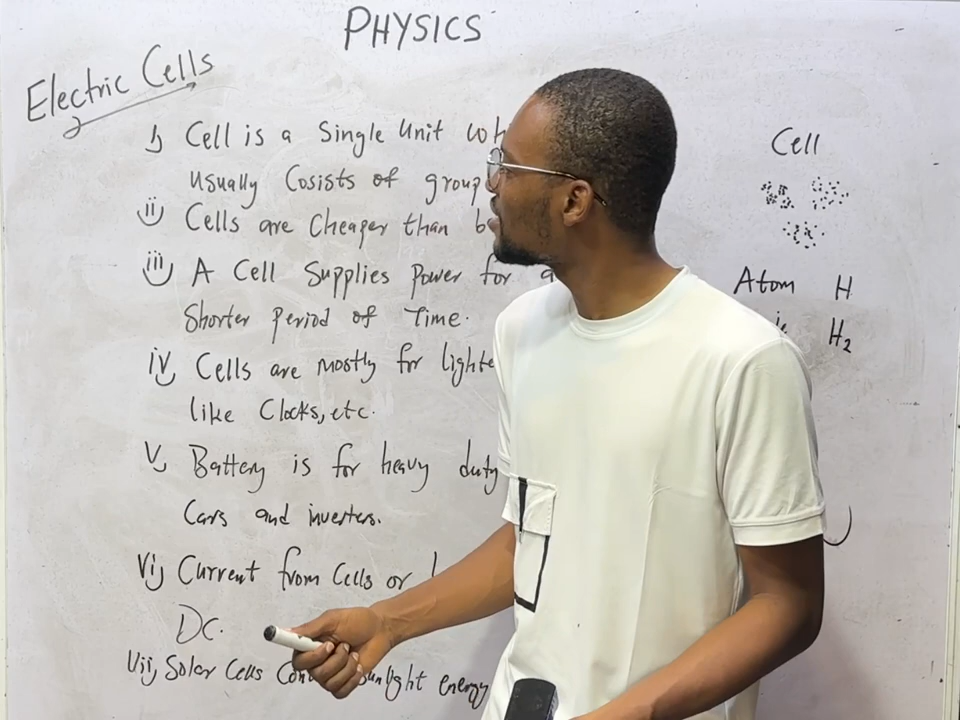 PHYSICS
Electric Cells
i) Cell is a Single Unit
usually Cosists of group
ii) Cells are Cheaper than
iii) A Cell Supplies power for a
Shorter period of Time.
iv) Cells are mostly for
like Clocks, etc.
v) Battery is for heavy duty
Cars and inverters.
vi) Current from Cells or
DC.
vii) Solar Cells sunlight energy
Cell
Atom H
H2